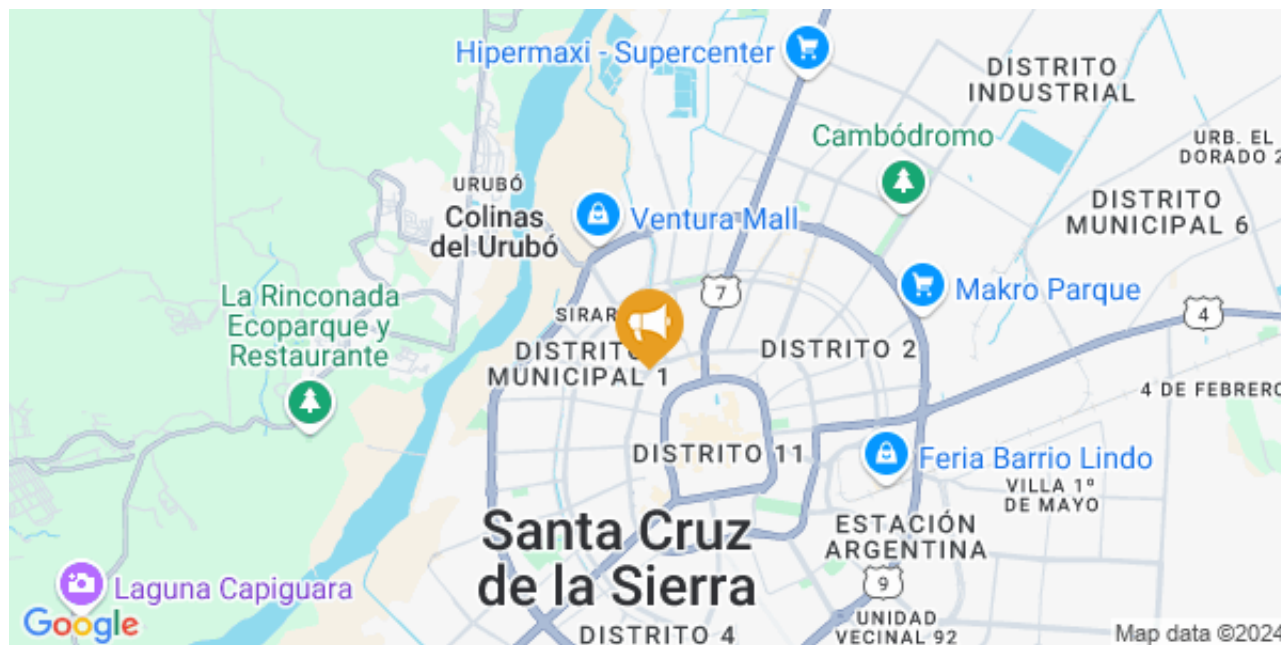 Hipermaxi - Supercenter
DISTRITO
INDUSTRIAL
Cambódromo
URB. EL
DORADO 2
URUBÓ
Colinas
del Urubó
Ventura Mall
DISTRITO
MUNICIPAL 6
La Rinconada
Ecoparque y
Restaurante
7
Makro Parque
4
DISTRITO
MUNICIPAL 1
DISTRITO 2
4 DE FEBRERO
DISTRITO 11
Feria Barrio Lindo
VILLA 1º
DE MAYO
Santa Cruz
de la Sierra
ESTACIÓN
ARGENTINA
9
Laguna Capiguara
Google
DISTRITO 4
UNIDAD
VECINAL 92
Map data ©2024